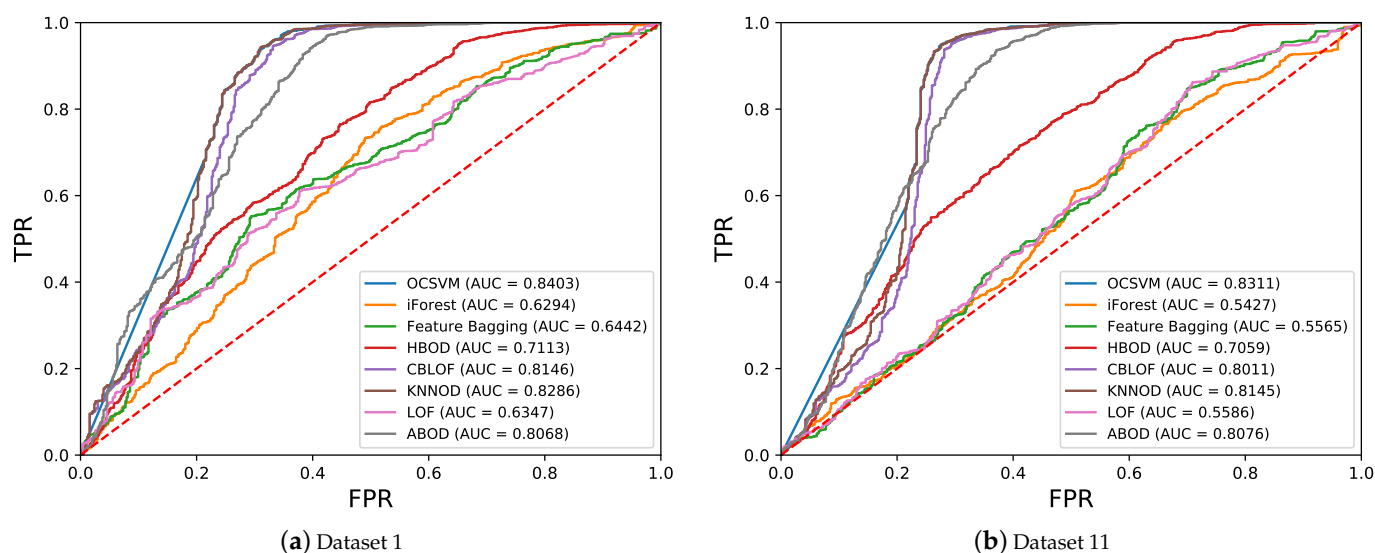 1.0
0.8
0.6
0.4
0.2
0.0
TPR
OCSVM (AUC = 0.8403)
iForest (AUC = 0.6294)
Feature Bagging (AUC = 0.6442)
HBOD (AUC = 0.7113)
CBLOF (AUC = 0.8146)
KNNOD (AUC = 0.8286)
LOF (AUC = 0.6347)
ABOD (AUC = 0.8068)
0.0 0.2 0.4 0.6 0.8 1.0
FPR
(a) Dataset 1
1.0
0.8
0.6
0.4
0.2
0.0
TPR
OCSVM (AUC = 0.8311)
iForest (AUC = 0.5427)
Feature Bagging (AUC = 0.5565)
HBOD (AUC = 0.7059)
CBLOF (AUC = 0.8011)
KNNOD (AUC = 0.8145)
LOF (AUC = 0.5586)
ABOD (AUC = 0.8076)
0.0 0.2 0.4 0.6 0.8 1.0
FPR
(b) Dataset 11